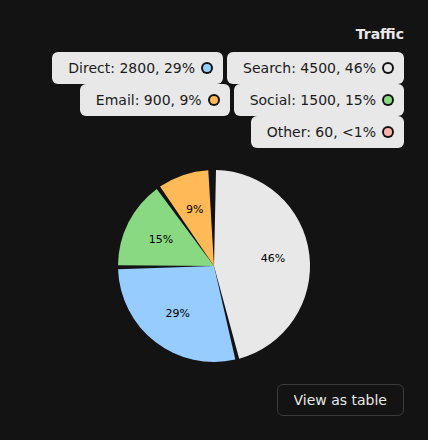 Traffic
Direct: 2800, 29% Search: 4500, 46%
Email: 900, 9% Social: 1500, 15%
Other: 60, <1%
9%
15%
46%
29%
View as table